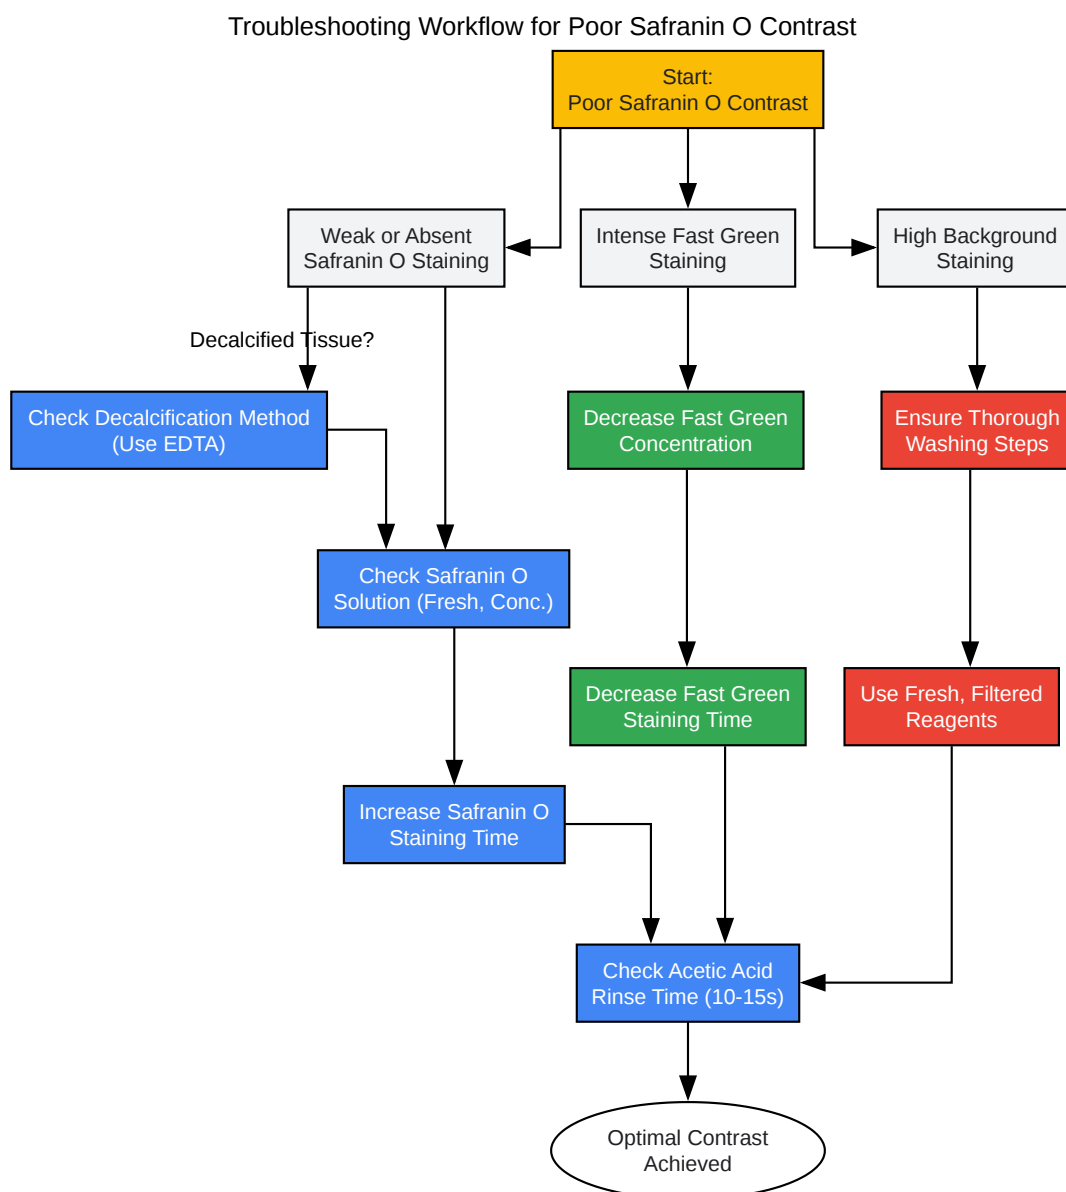 Troubleshooting Workflow for Poor Safranin O Contrast
Start:
Poor Safranin O Contrast
Weak or Absent
Safranin O Staining
Intense Fast Green
Staining
High Background
Staining
Decalcified Tissue?
Check Decalcification Method
(Use EDTA)
Decrease Fast Green
Concentration
Ensure Thorough
Washing Steps
Check Safranin O
Solution (Fresh, Conc.)
Decrease Fast Green
Staining Time
Use Fresh, Filtered
Reagents
Increase Safranin O
Staining Time
Check Acetic Acid
Rinse Time (10-15s)
Optimal Contrast
Achieved